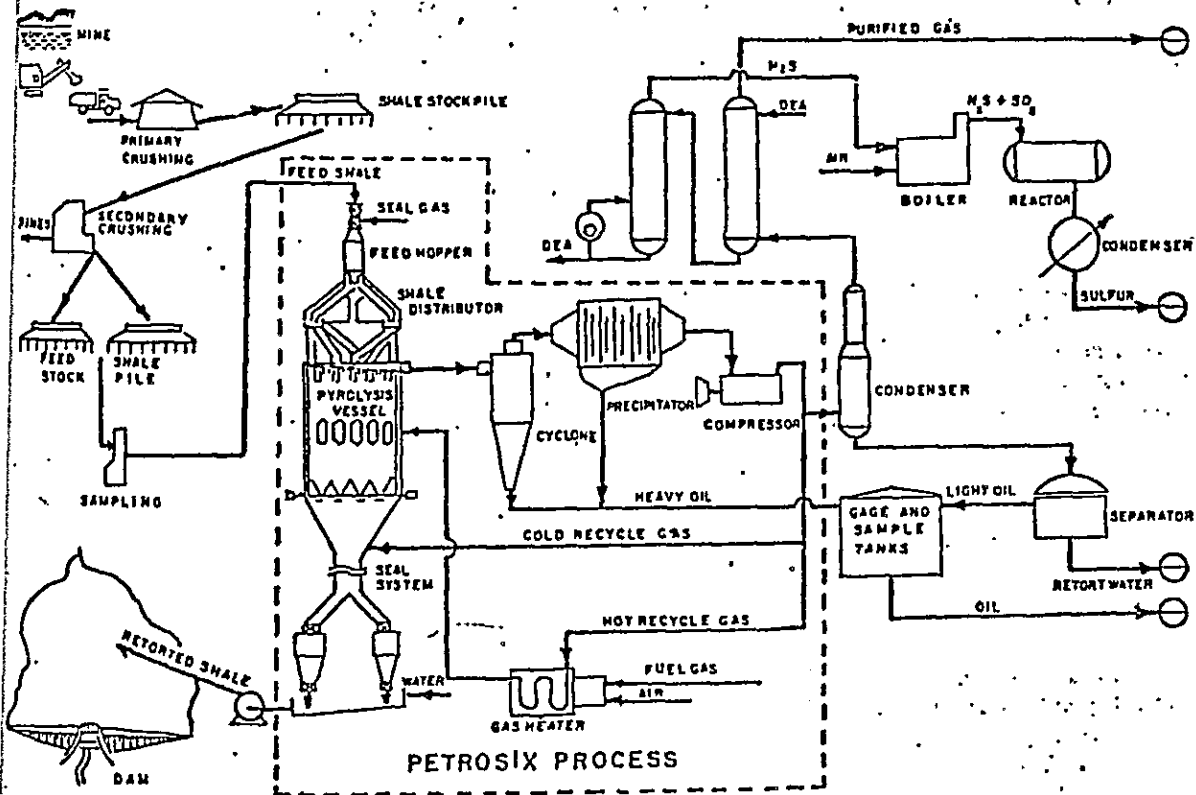 MINE
PRIMARY
CRUSHING
SHALE STOCKPILE
FINES
SECONDARY
CRUSHING
FEED
STOCK
SHALE
PILE
SAMPLING
FEED SHALE
SEAL GAS
FEED HOPPER
SHALE
DISTRIBUTOR
PYROLYSIS
VESSEL
CYCLONE
PRECIPITATOR
COMPRESSOR
HEAVY OIL
COLD RECYCLE GAS
SEAL
SYSTEM
HOT RECYCLE GAS
FUEL GAS
AIR
GAS HEATER
WATER
RETORTED SHALE
DAM
PETROSIX PROCESS
PURIFIED GAS
H2S
DEA
DEA
AIR
BOILER
H2S + SO2
REACTOR
CONDENSER
SULFUR
CONDENSER
LIGHT OIL
GAGE AND
SAMPLE
TANKS
SEPARATOR
RETORT WATER
OIL